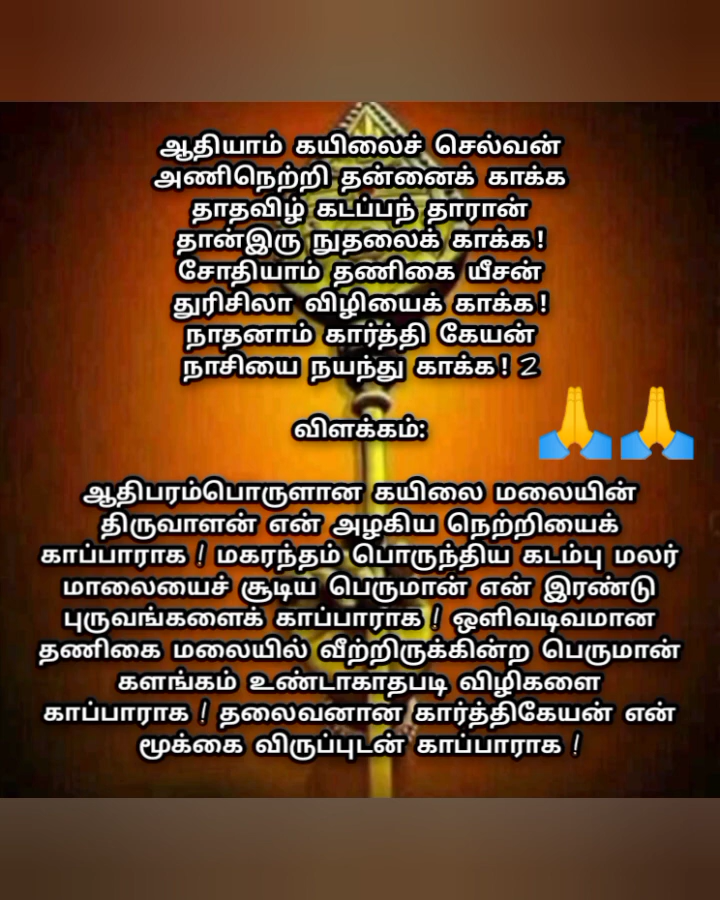 ஆதியாம் கயிலைச் செல்வன்
அணிநெற்றி தன்னைக் காக்க
தாதவிழ் கடப்பந் தாரான்
தான்இரு நுதலைக் காக்க!
சோதியாம் தணிகை யீசன்
துரிசிலா விழியைக் காக்க!
நாதனாம் கார்த்தி கேயன்
நாசியை நயந்து காக்க! 2
விளக்கம்:
ஆதிபரம்பொருளான கயிலை மலையின்
திருவாளன் என் அழகிய நெற்றியைக்
காப்பாராக! மகரந்தம் பொருந்திய கடம்பு மலர்
மாலையைச் சூடிய பெருமான் என் இரண்டு
புருவங்களைக் காப்பாராக! ஒளிவடிவமான
தணிகை மலையில் வீற்றிருக்கின்ற பெருமான்
களங்கம் உண்டாகாதபடி விழிகளை
காப்பாராக! தலைவனான கார்த்திகேயன் என்
மூக்கை விருப்புடன் காப்பாராக!